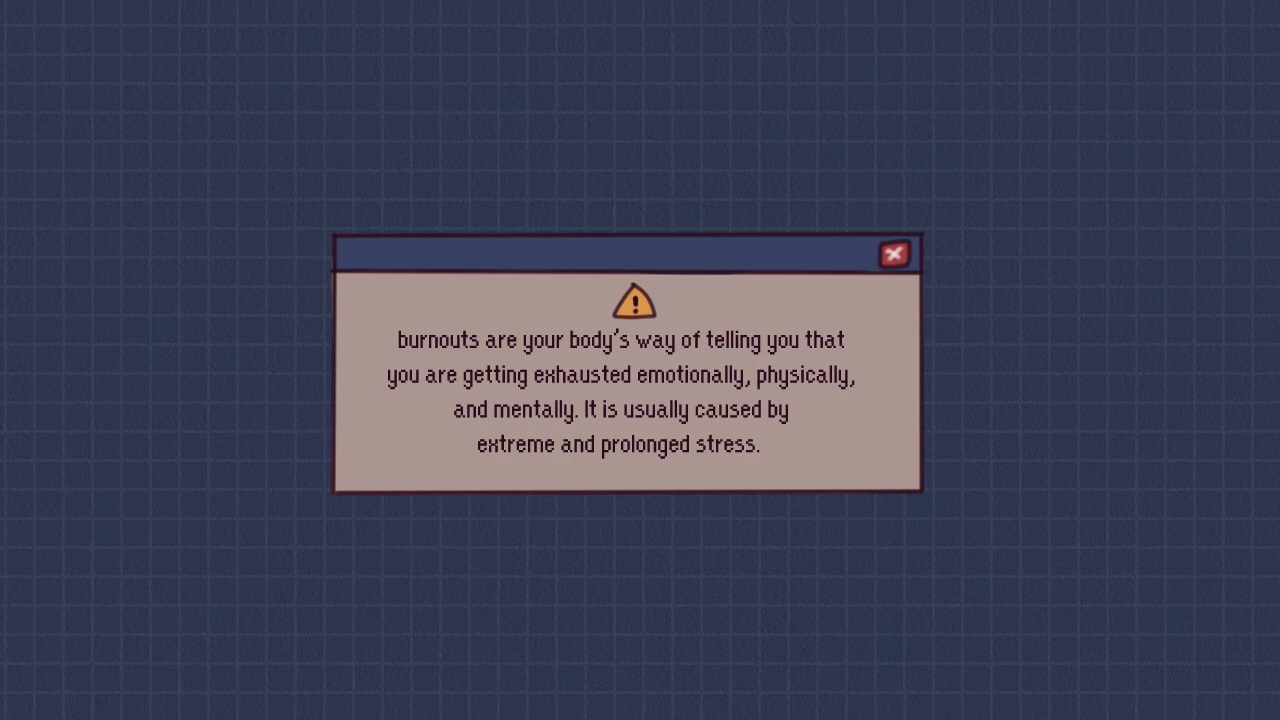 burnouts are your body's way of telling you that
you are getting exhausted emotionally, physically,
and mentally. It is usually caused by
extreme and prolonged stress.